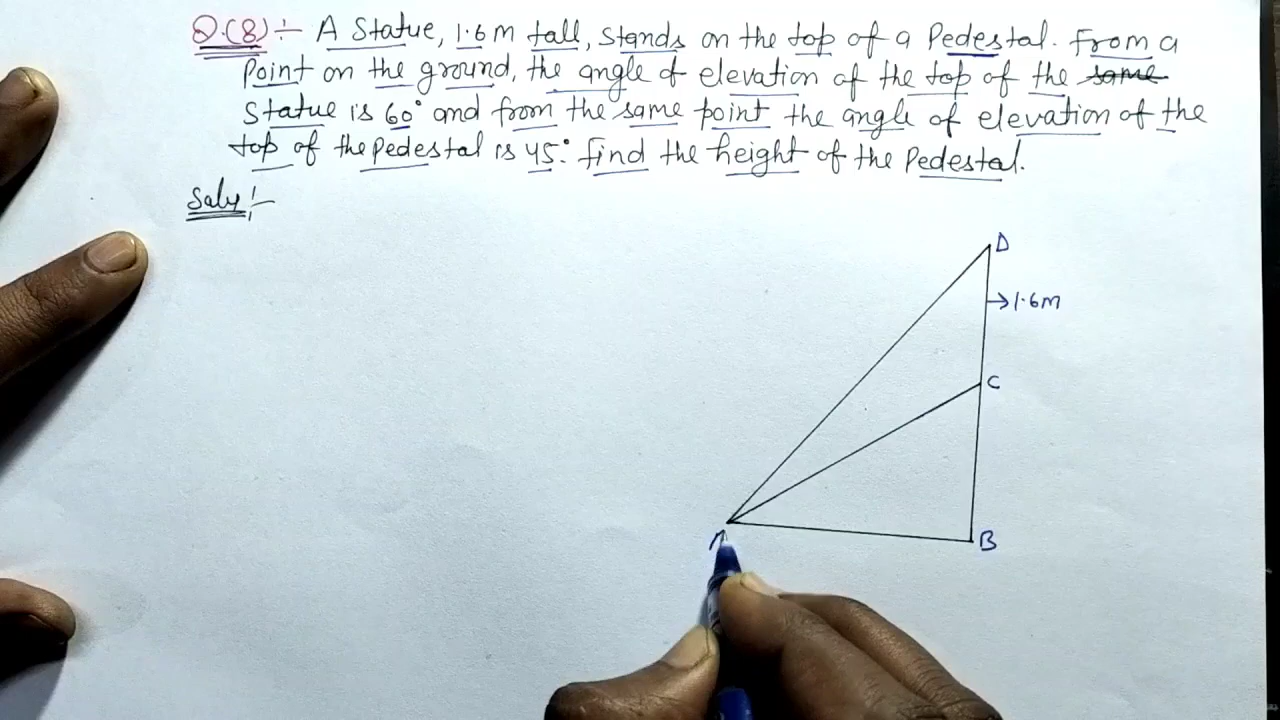 Q.(8):- A Statue, 1.6m tall, stands on the top of a Pedestal. From a
Point on the ground, the angle of elevation of the top of the same
Statue is 60° and from the same point the angle of elevation of the
top of the Pedestal is 45°. Find the height of the Pedestal.
Soln:-
D
→1.6m
C
B